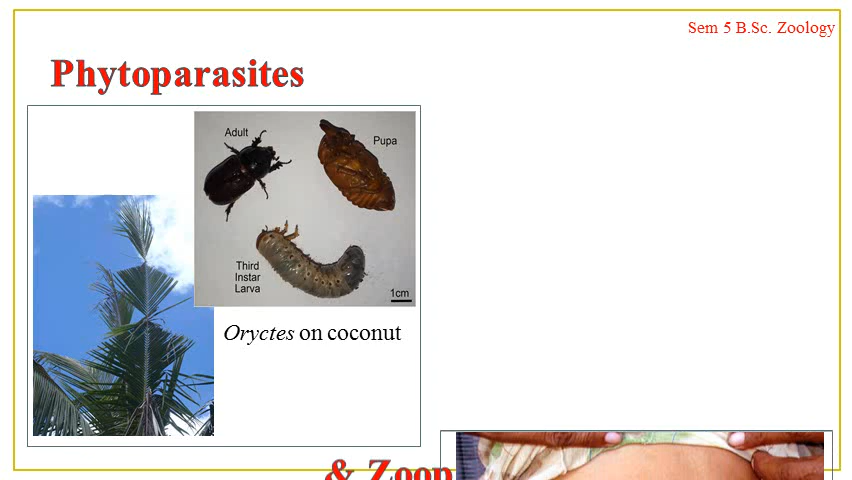 Sem 5 B.Sc. Zoology
Phytoparasites
Adult
Pupa
Third
Instar
Larva
1cm
Oryctes on coconut
& Zoop